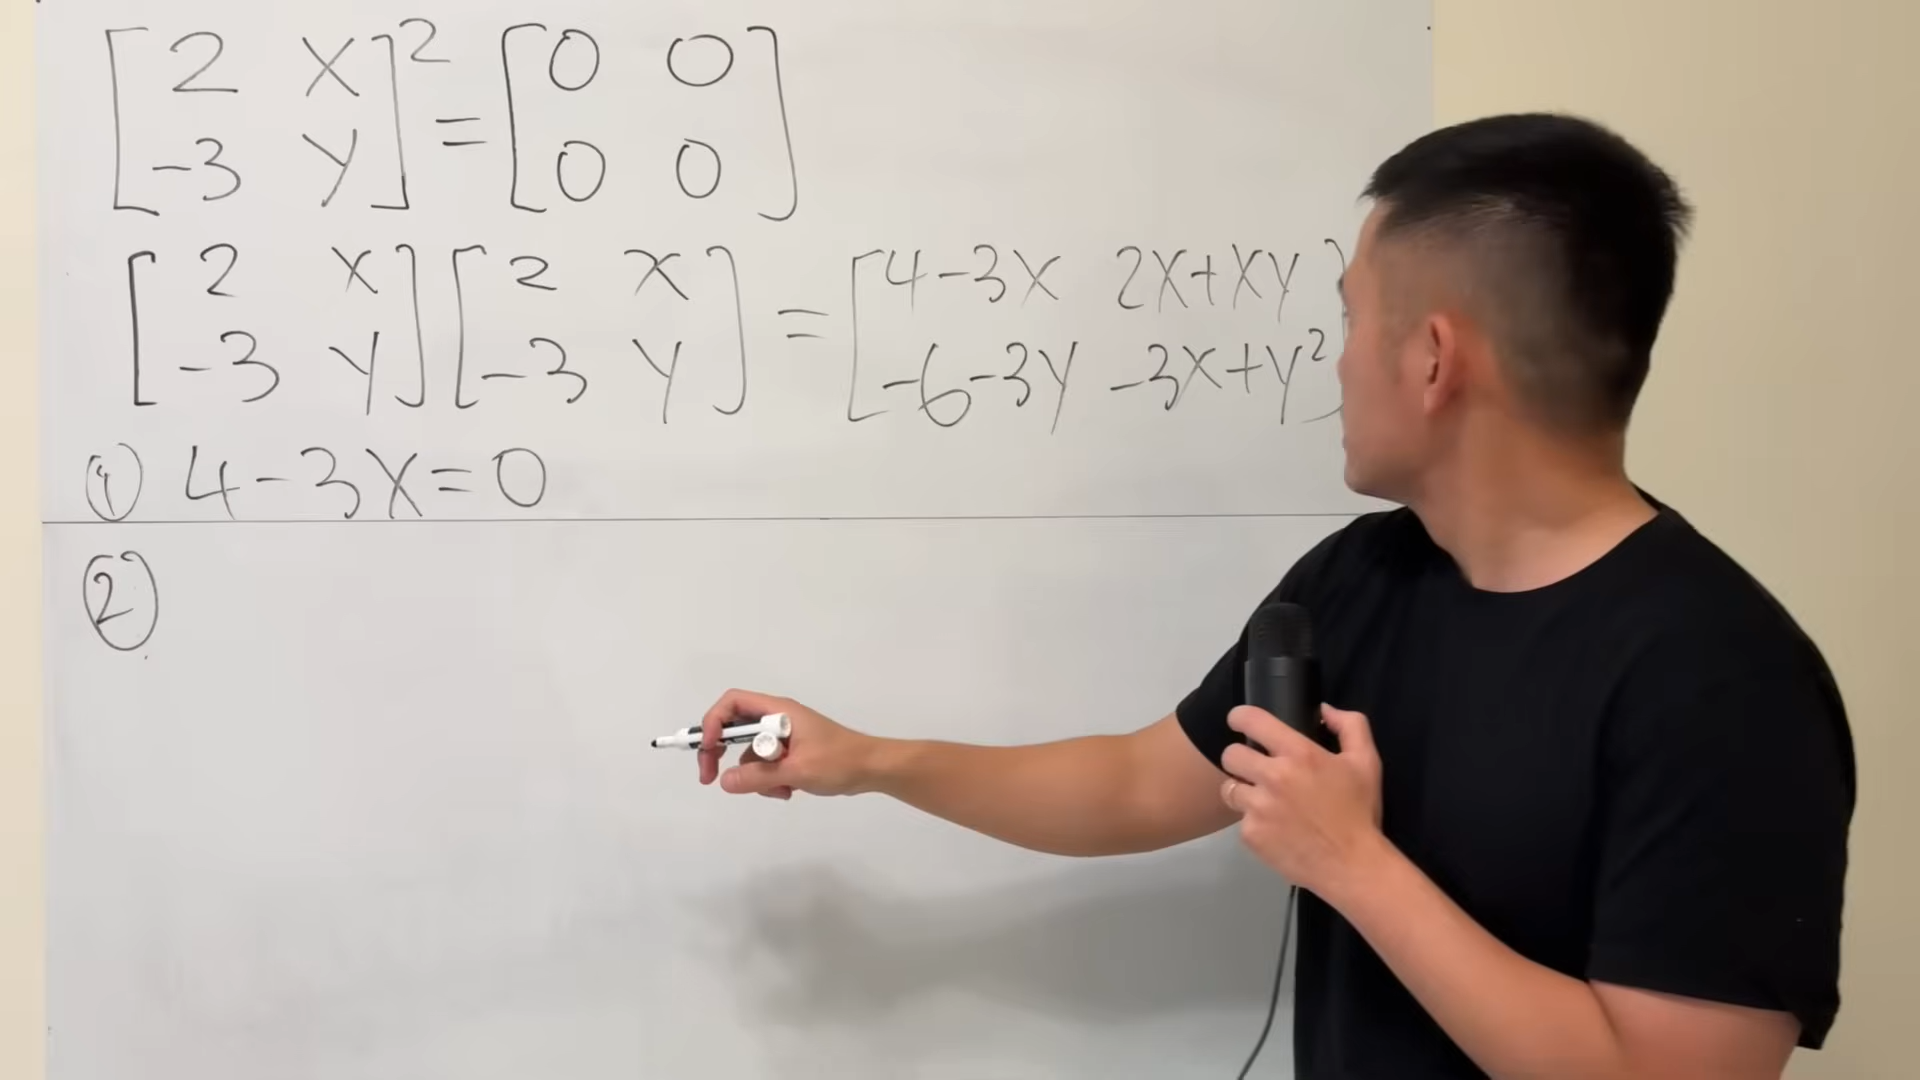 [2 x]² = [0 0]
[-3 y] [0 0]
[2 x] [2 x] = [4-3x 2x+xy]
[-3 y] [-3 y] [-6-3y -3x+y²]
① 4-3x=0
②